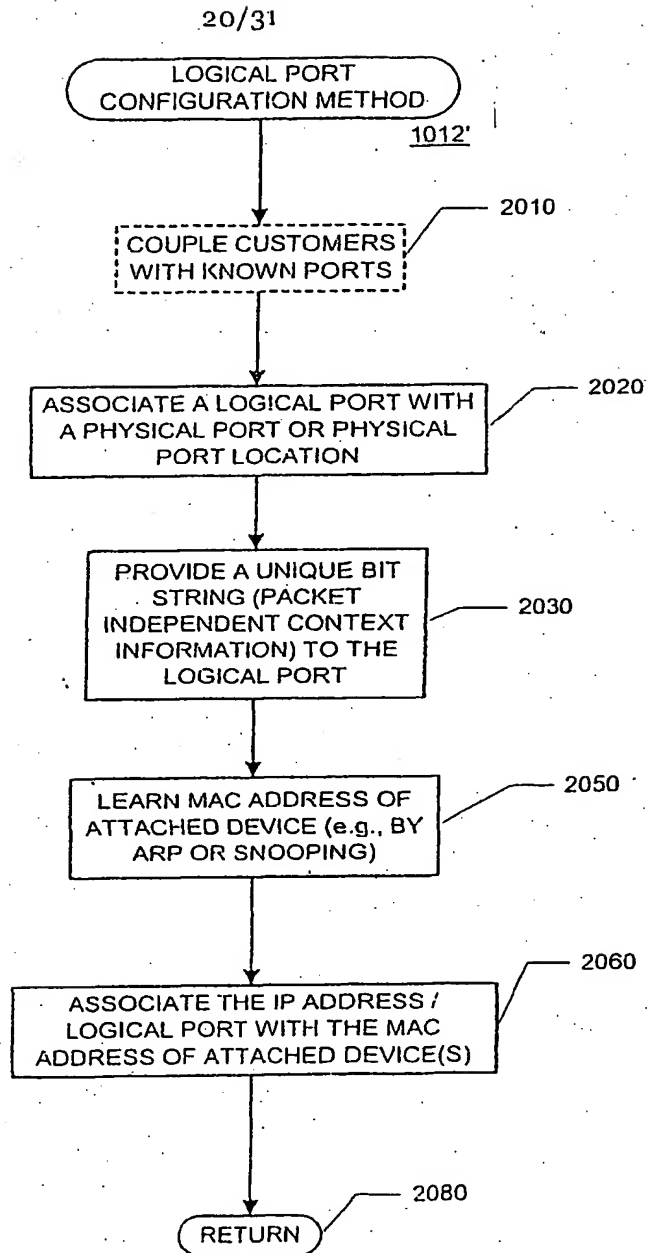 20/31
LOGICAL PORT
CONFIGURATION METHOD
1012'
2010
COUPLE CUSTOMERS
WITH KNOWN PORTS
2020
ASSOCIATE A LOGICAL PORT WITH
A PHYSICAL PORT OR PHYSICAL
PORT LOCATION
PROVIDE A UNIQUE BIT
STRING (PACKET
INDEPENDENT CONTEXT
INFORMATION) TO THE
LOGICAL PORT
2030
2050
LEARN MAC ADDRESS OF
ATTACHED DEVICE (e.g., BY
ARP OR SNOOPING)
2060
ASSOCIATE THE IP ADDRESS /
LOGICAL PORT WITH THE MAC
ADDRESS OF ATTACHED DEVICE(S)
2080
RETURN